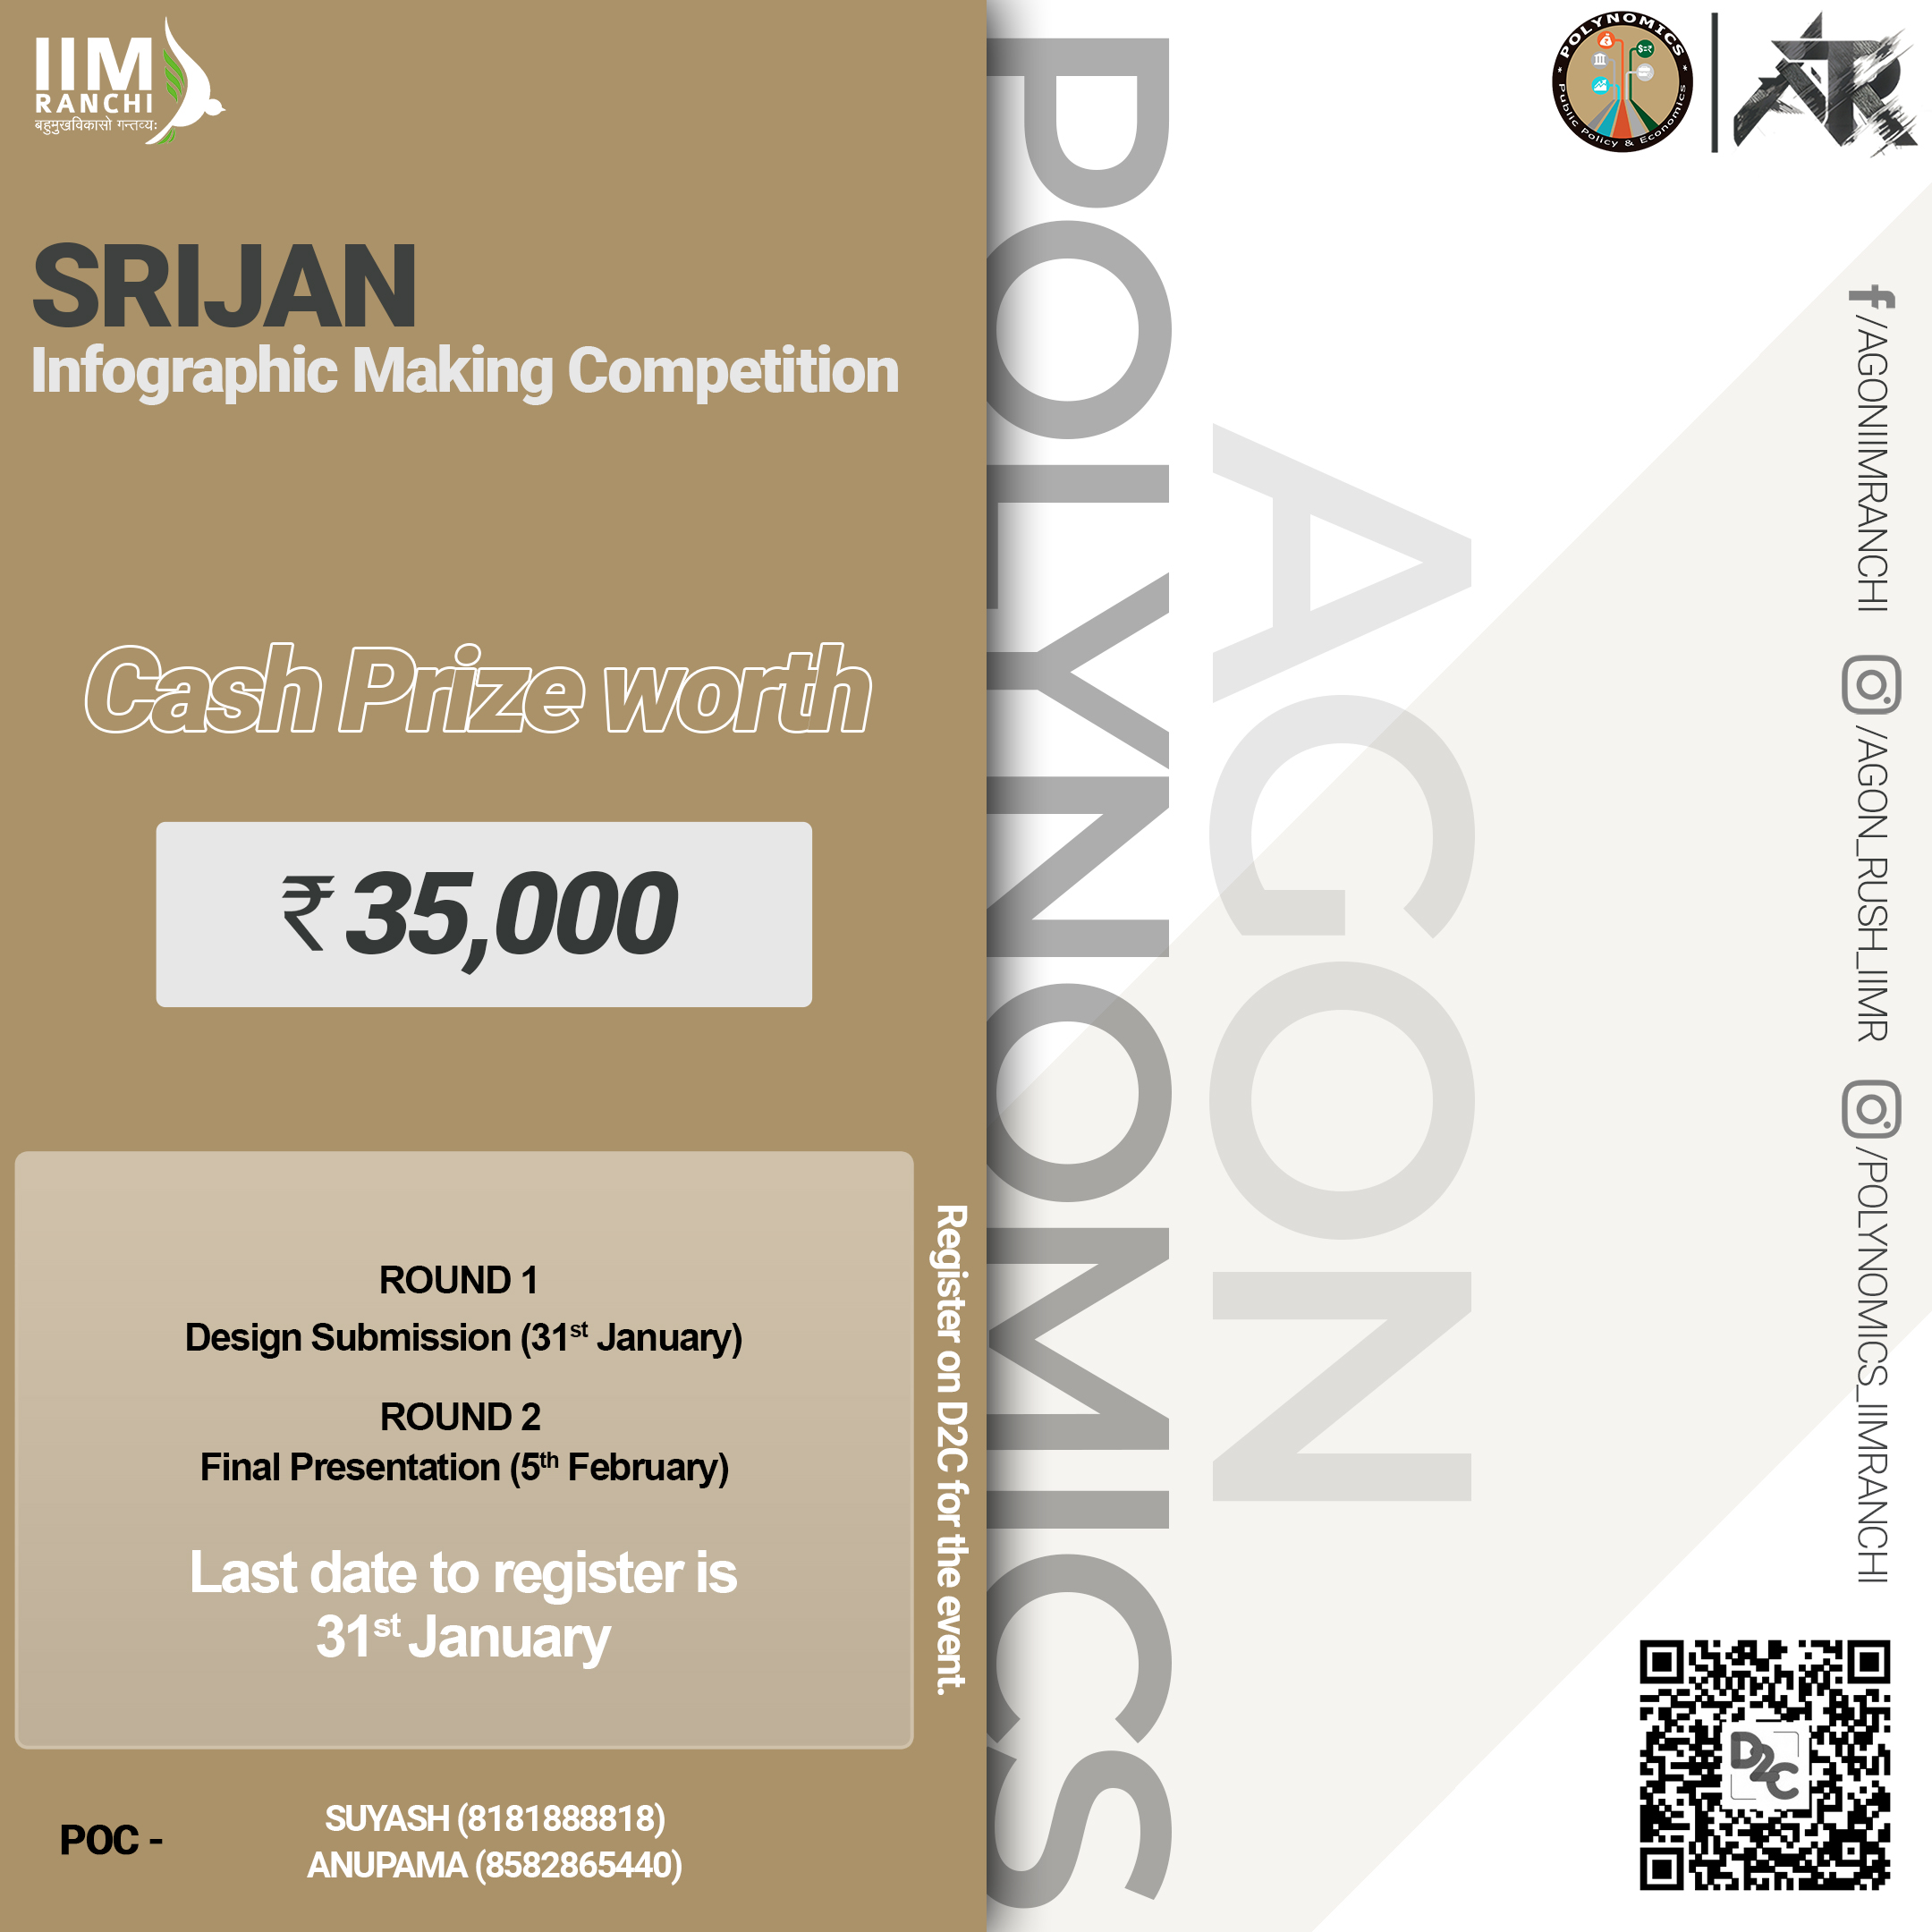 IIM
RANCHI
बहुमुखविकासो गन्तव्यः
POLYNOMICS
Public Policy & Economics
AR
SRIJAN
Infographic Making Competition
Cash Prize worth
₹ 35,000
ROUND 1
Design Submission (31st January)
ROUND 2
Final Presentation (5th February)
Last date to register is
31st January
Register on D2C for the event.
POC -
SUYASH (8181888818)
ANUPAMA (8582865440)
POLYNOMICS
AGON
f /AGONIIMRANCHI
/AGON_RUSH_IIMR
/POLYNOMICS_IIMRANCHI
D2C